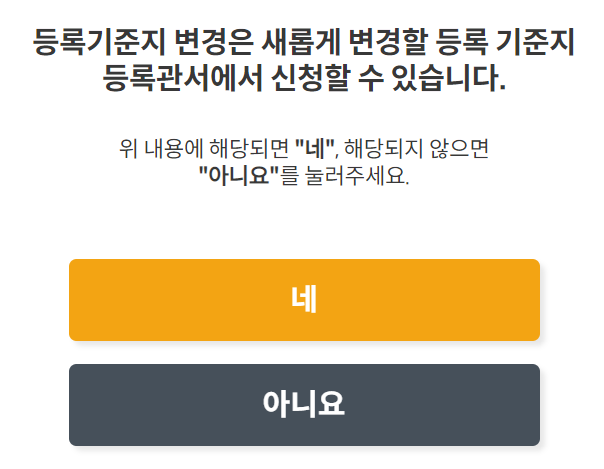 등록기준지 변경은 새롭게 변경할 등록 기준지
등록관서에서 신청할 수 있습니다.
위 내용에 해당되면 "네", 해당되지 않으면
"아니요"를 눌러주세요.
네
아니요